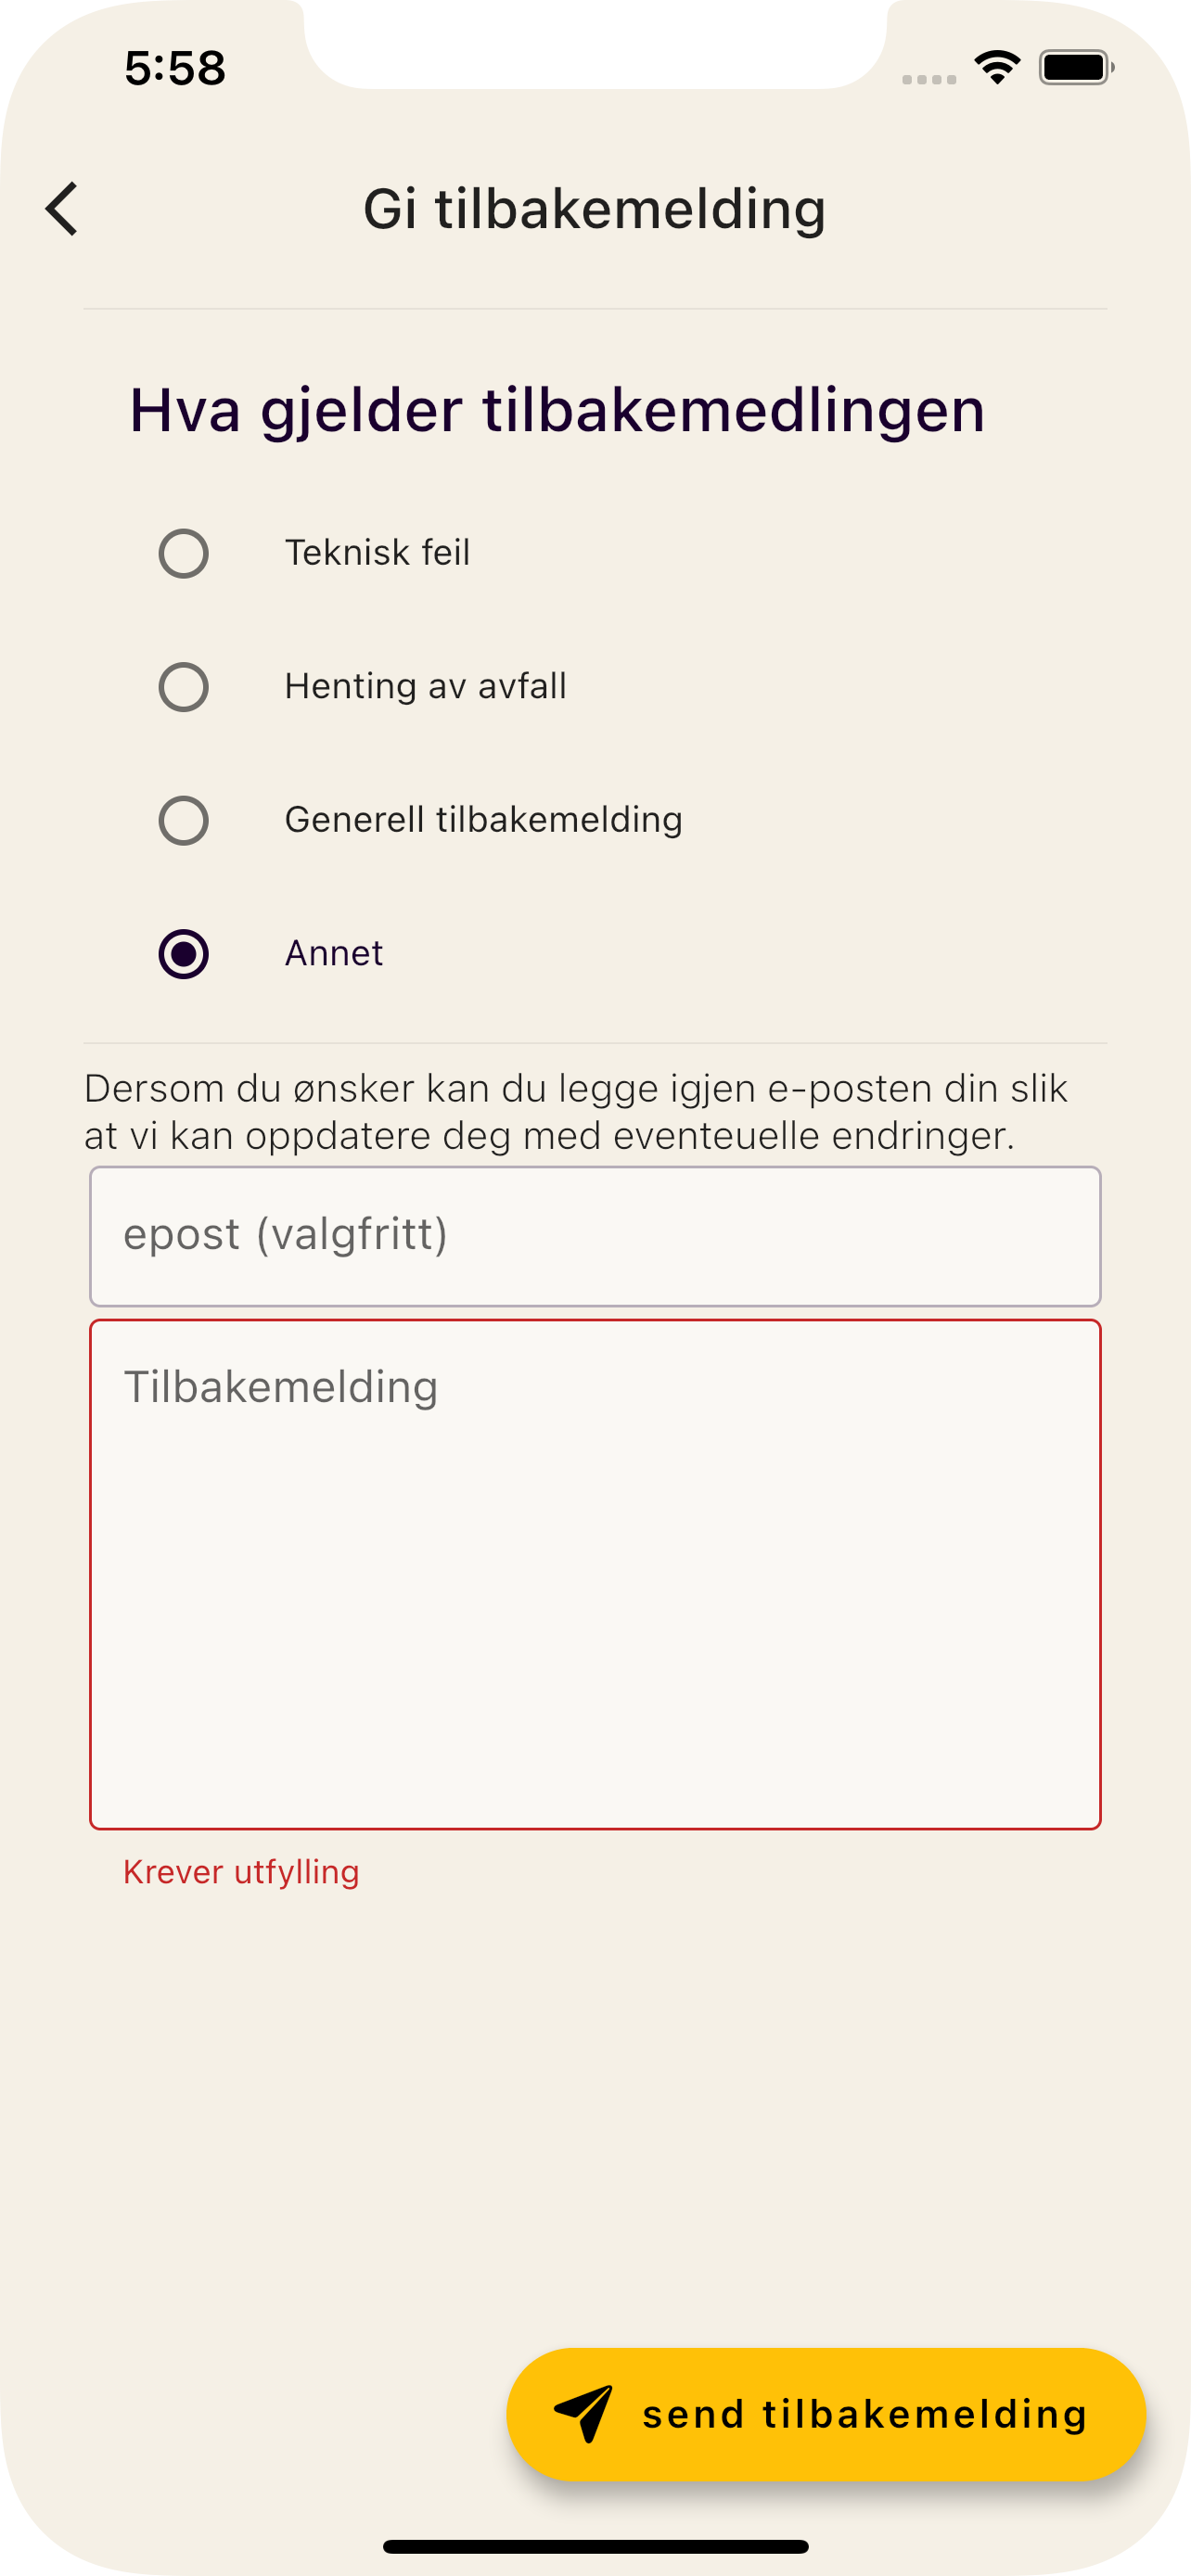 5:58
Gi tilbakemelding
Hva gjelder tilbakemedlingen
Teknisk feil
Henting av avfall
Generell tilbakemelding
Annet
Dersom du ønsker kan du legge igjen e-posten din slik
at vi kan oppdatere deg med eventeuelle endringer.
epost (valgfritt)
Tilbakemelding
Krever utfylling
send tilbakemelding